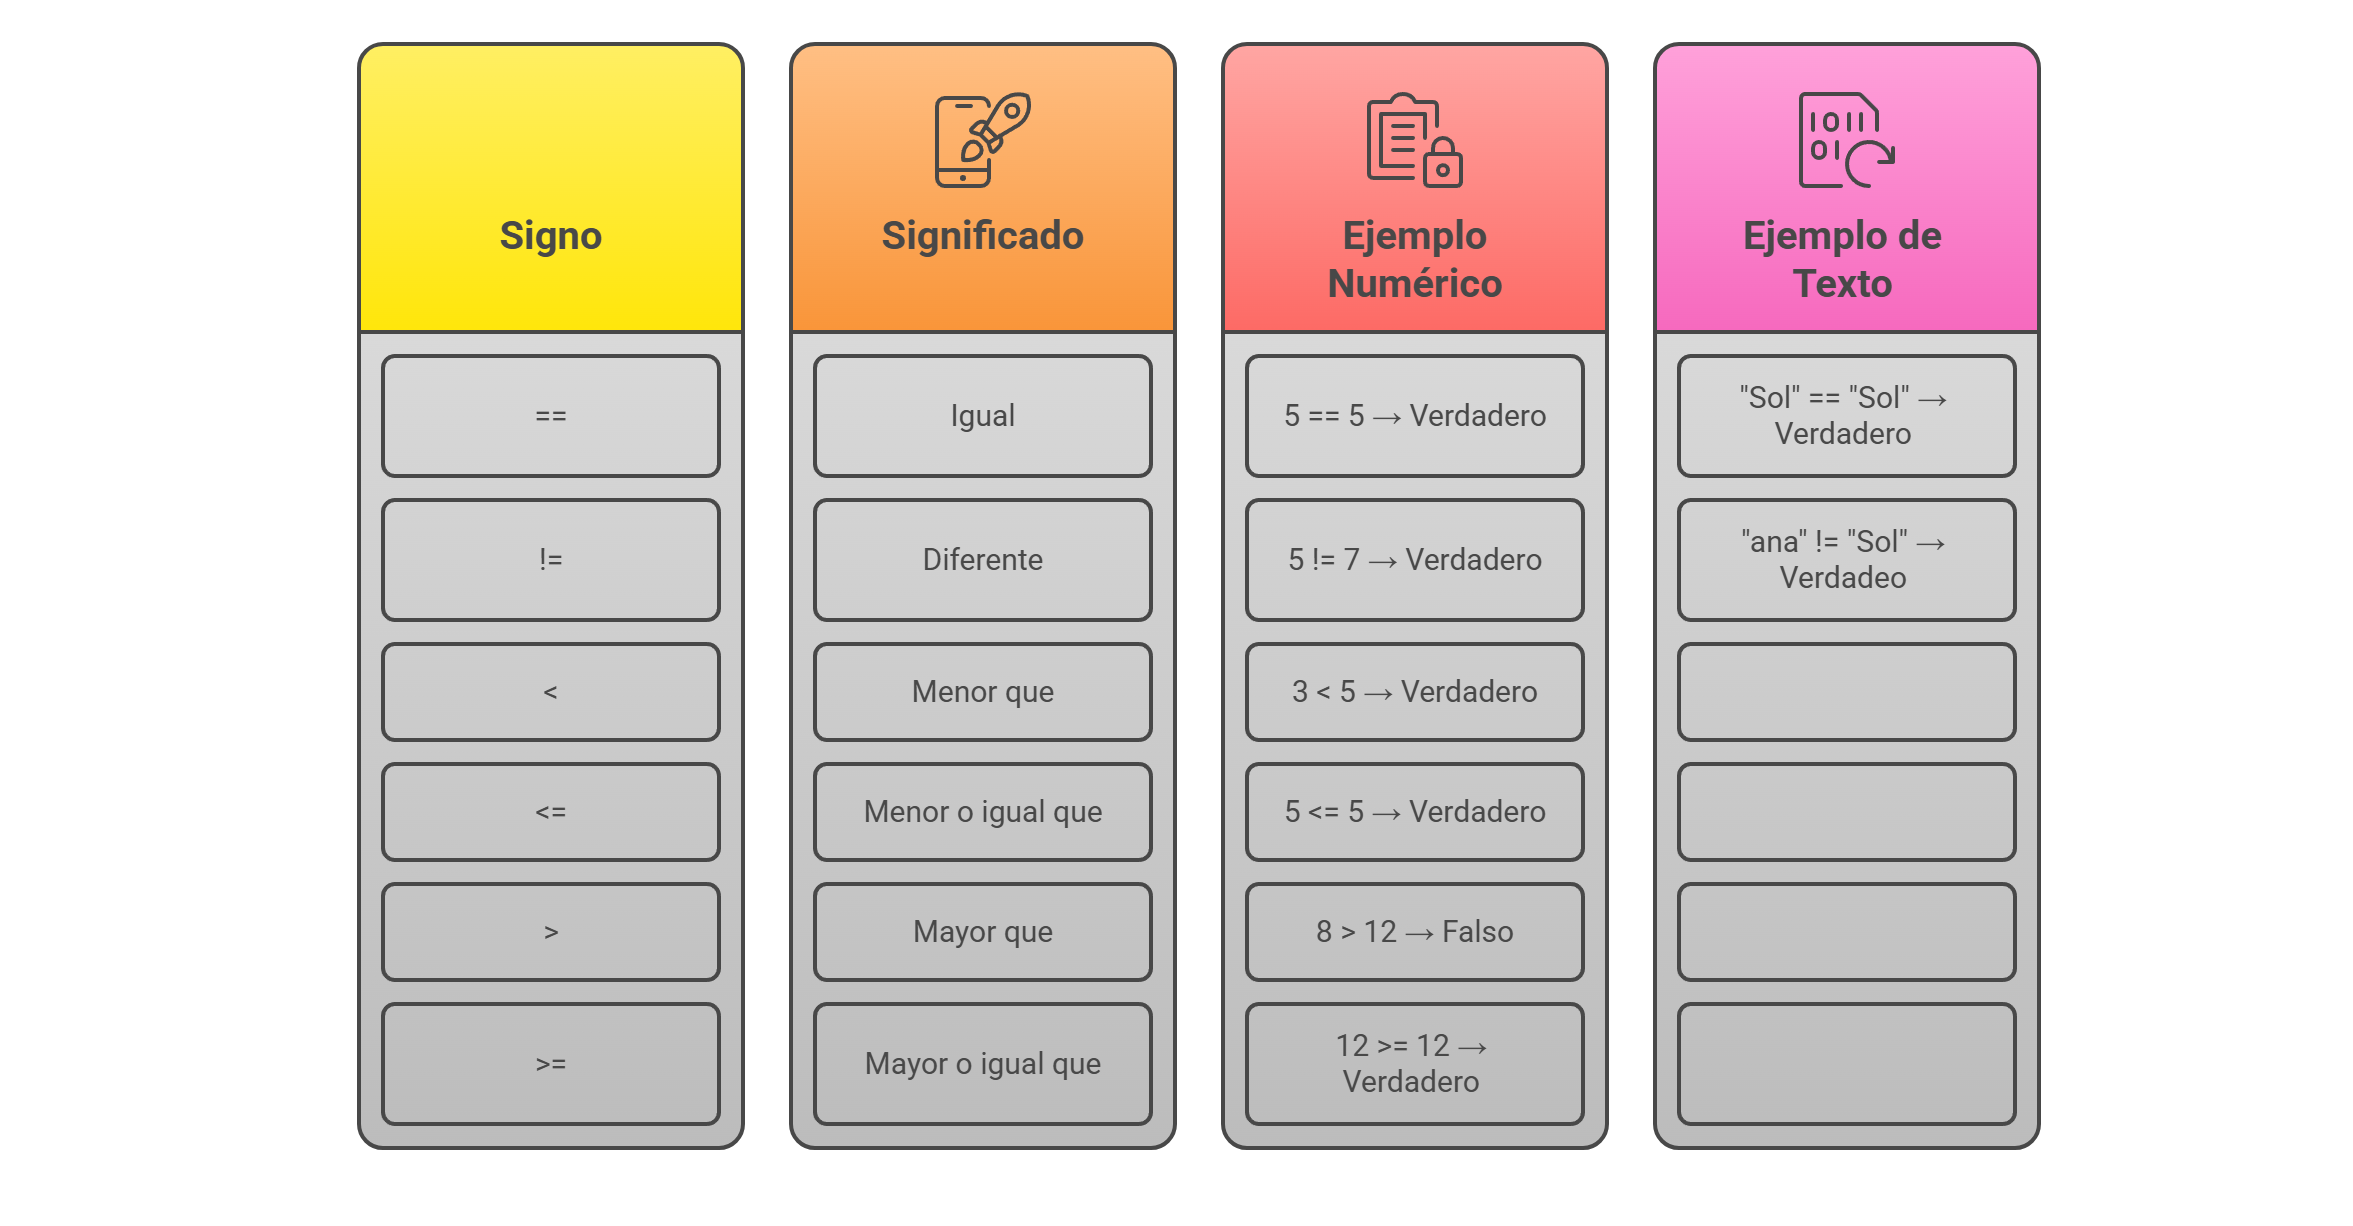 Signo
Significado
Ejemplo
Numérico
Ejemplo de
Texto
==
Igual
5 == 5 → Verdadero
"Sol" == "Sol" →
Verdadero
!=
Diferente
5 != 7 → Verdadero
"ana" != "Sol" →
Verdadeo
<
Menor que
3 < 5 → Verdadero
<=
Menor o igual que
5 <= 5 → Verdadero
>
Mayor que
8 > 12 → Falso
>=
Mayor o igual que
12 >= 12 →
Verdadero